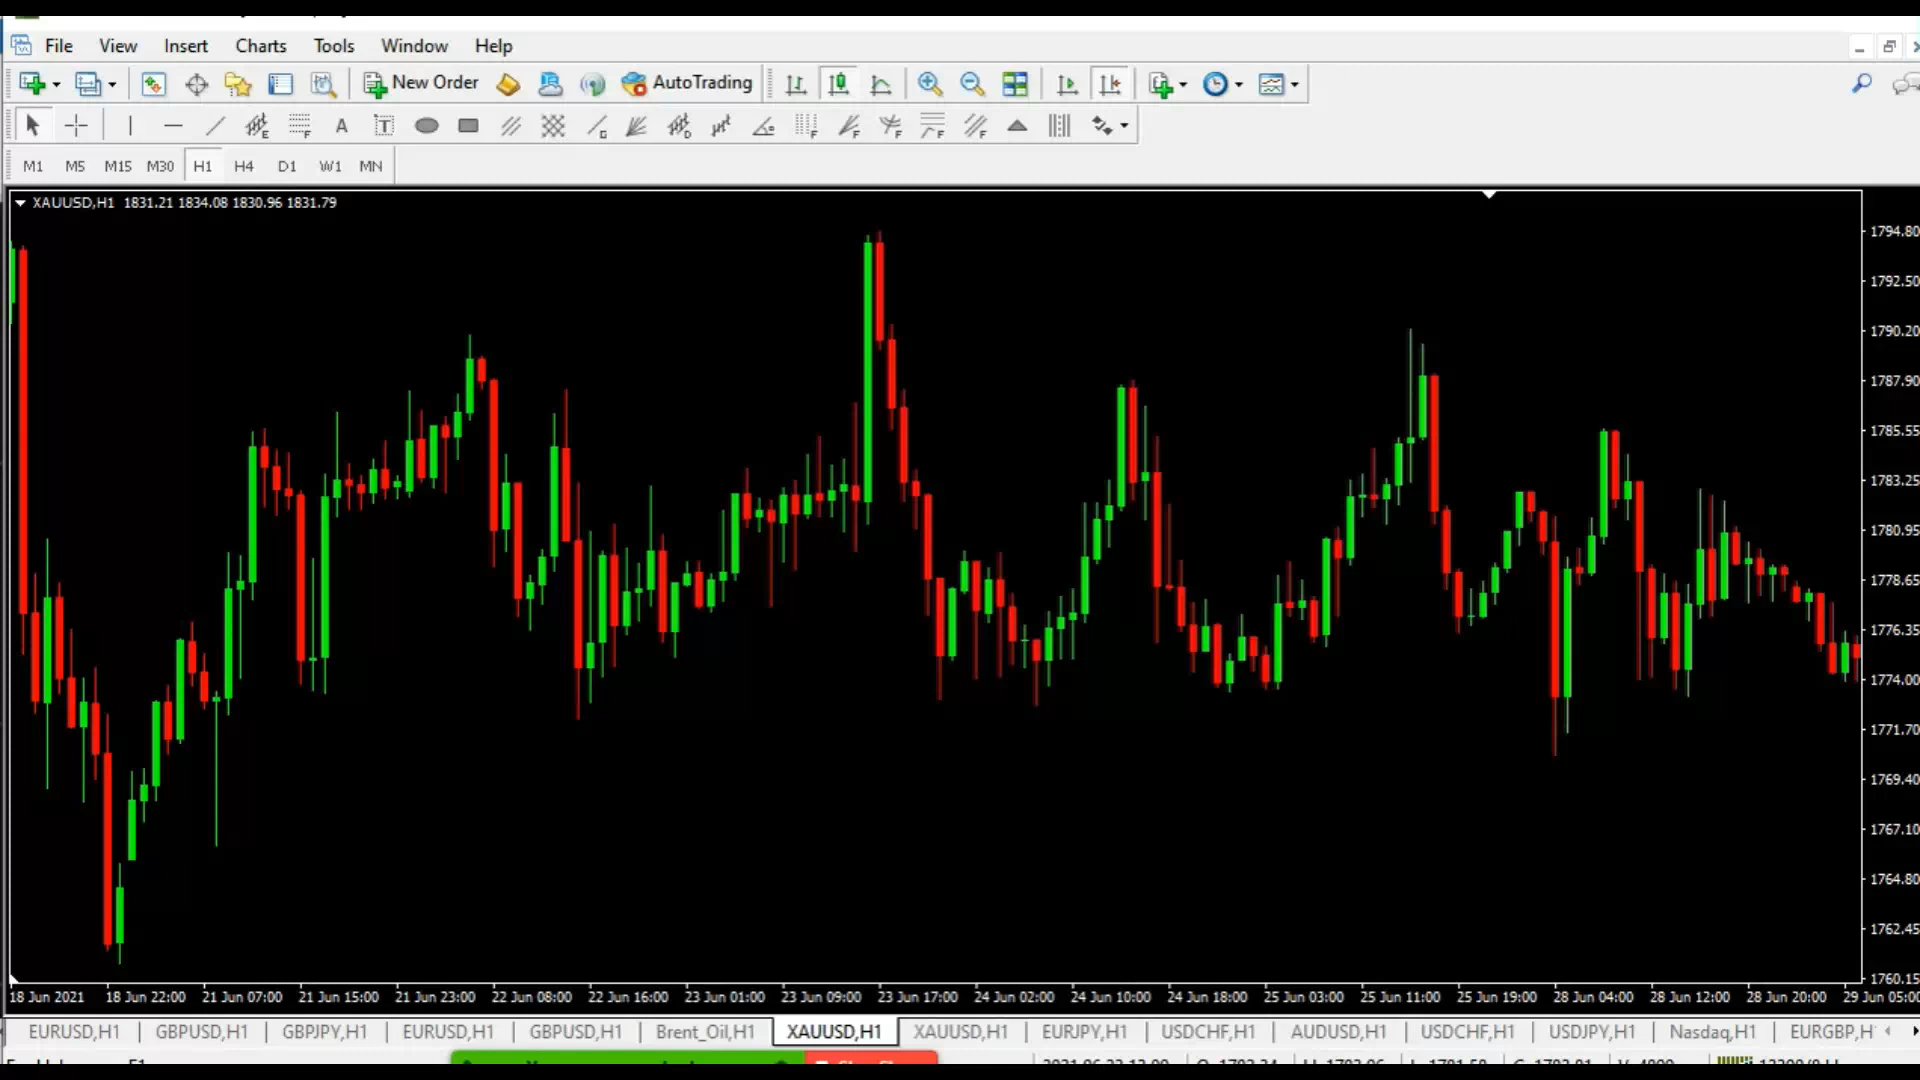 File View Insert Charts Tools Window Help
New Order AutoTrading
A T
M1 M5 M15 M30 H1 H4 D1 W1 MN
XAUUSD,H1 1831.21 1834.08 1830.96 1831.79
1794.80
1792.50
1790.20
1787.90
1785.55
1783.25
1780.95
1778.65
1776.35
1774.00
1771.70
1769.40
1767.10
1764.80
1762.45
1760.15
18 Jun 2021 18 Jun 22:00 21 Jun 07:00 21 Jun 15:00 21 Jun 23:00 22 Jun 08:00 22 Jun 16:00 23 Jun 01:00 23 Jun 09:00 23 Jun 17:00 24 Jun 02:00 24 Jun 10:00 24 Jun 18:00 25 Jun 03:00 25 Jun 11:00 25 Jun 19:00 28 Jun 04:00 28 Jun 12:00 28 Jun 20:00 29 Jun 05:00
EURUSD,H1 GBPUSD,H1 GBPJPY,H1 EURUSD,H1 GBPUSD,H1 Brent_Oil,H1 XAUUSD,H1 XAUUSD,H1 EURJPY,H1 USDCHF,H1 AUDUSD,H1 USDCHF,H1 USDJPY,H1 Nasdaq,H1 EURGBP,H